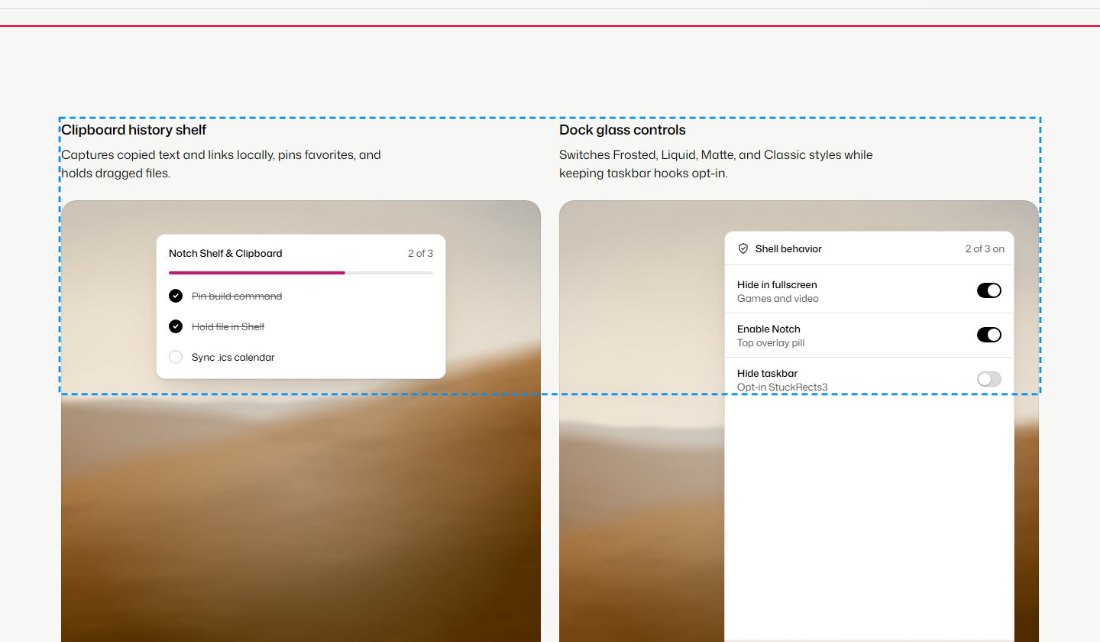 Clipboard history shelf
Captures copied text and links locally, pins favorites, and
holds dragged files.
Notch Shelf & Clipboard
2 of 3
Pin build command
Hold file in Shelf
Sync .ics calendar
Dock glass controls
Switches Frosted, Liquid, Matte, and Classic styles while
keeping taskbar hooks opt-in.
Shell behavior
2 of 3 on
Hide in fullscreen
Games and video
Enable Notch
Top overlay pill
Hide taskbar
Opt-in StuckRects3